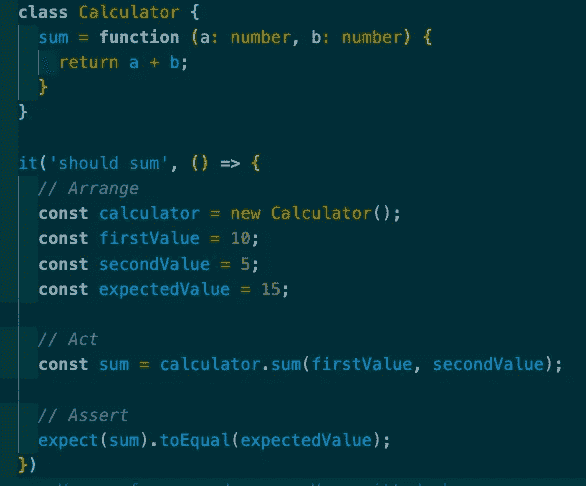 class Calculator {
  sum = function (a: number, b: number) {
    return a + b;
  }
}

it('should sum', () => {
  // Arrange
  const calculator = new Calculator();
  const firstValue = 10;
  const secondValue = 5;
  const expectedValue = 15;

  // Act
  const sum = calculator.sum(firstValue, secondValue);

  // Assert
  expect(sum).toEqual(expectedValue);
})